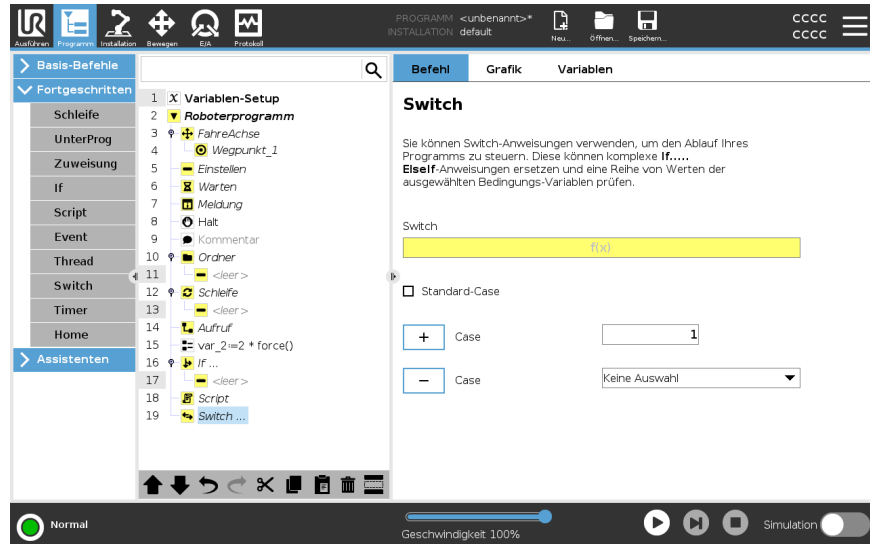 PROGRAMM <unbenannt>*
INSTALLATION default
Ausführen Programm Installation Bewegen E/A Protokoll
Neu... Öffnen... Speichern...
CCCC
CCCC
Basis-Befehle
Fortgeschritten
Schleife
UnterProg
Zuweisung
If
Script
Event
Thread
Switch
Timer
Home
Assistenten
1 X Variablen-Setup
2 Roboterprogramm
3 FahreAchse
4 Wegpunkt_1
5 Einstellen
6 Warten
7 Meldung
8 Halt
9 Kommentar
10 Ordner
11 <leer>
12 Schleife
13 <leer>
14 Aufruf
15 var_2≔2 * force()
16 If ...
17 <leer>
18 Script
19 Switch ...
Befehl Grafik Variablen
Switch
Sie können Switch-Anweisungen verwenden, um den Ablauf Ihres
Programms zu steuern. Diese können komplexe If.....
ElseIf-Anweisungen ersetzen und eine Reihe von Werten der
ausgewählten Bedingungs-Variablen prüfen.
Switch
f(x)
Standard-Case
+ Case 1
− Case Keine Auswahl
Normal
Geschwindigkeit 100%
Simulation